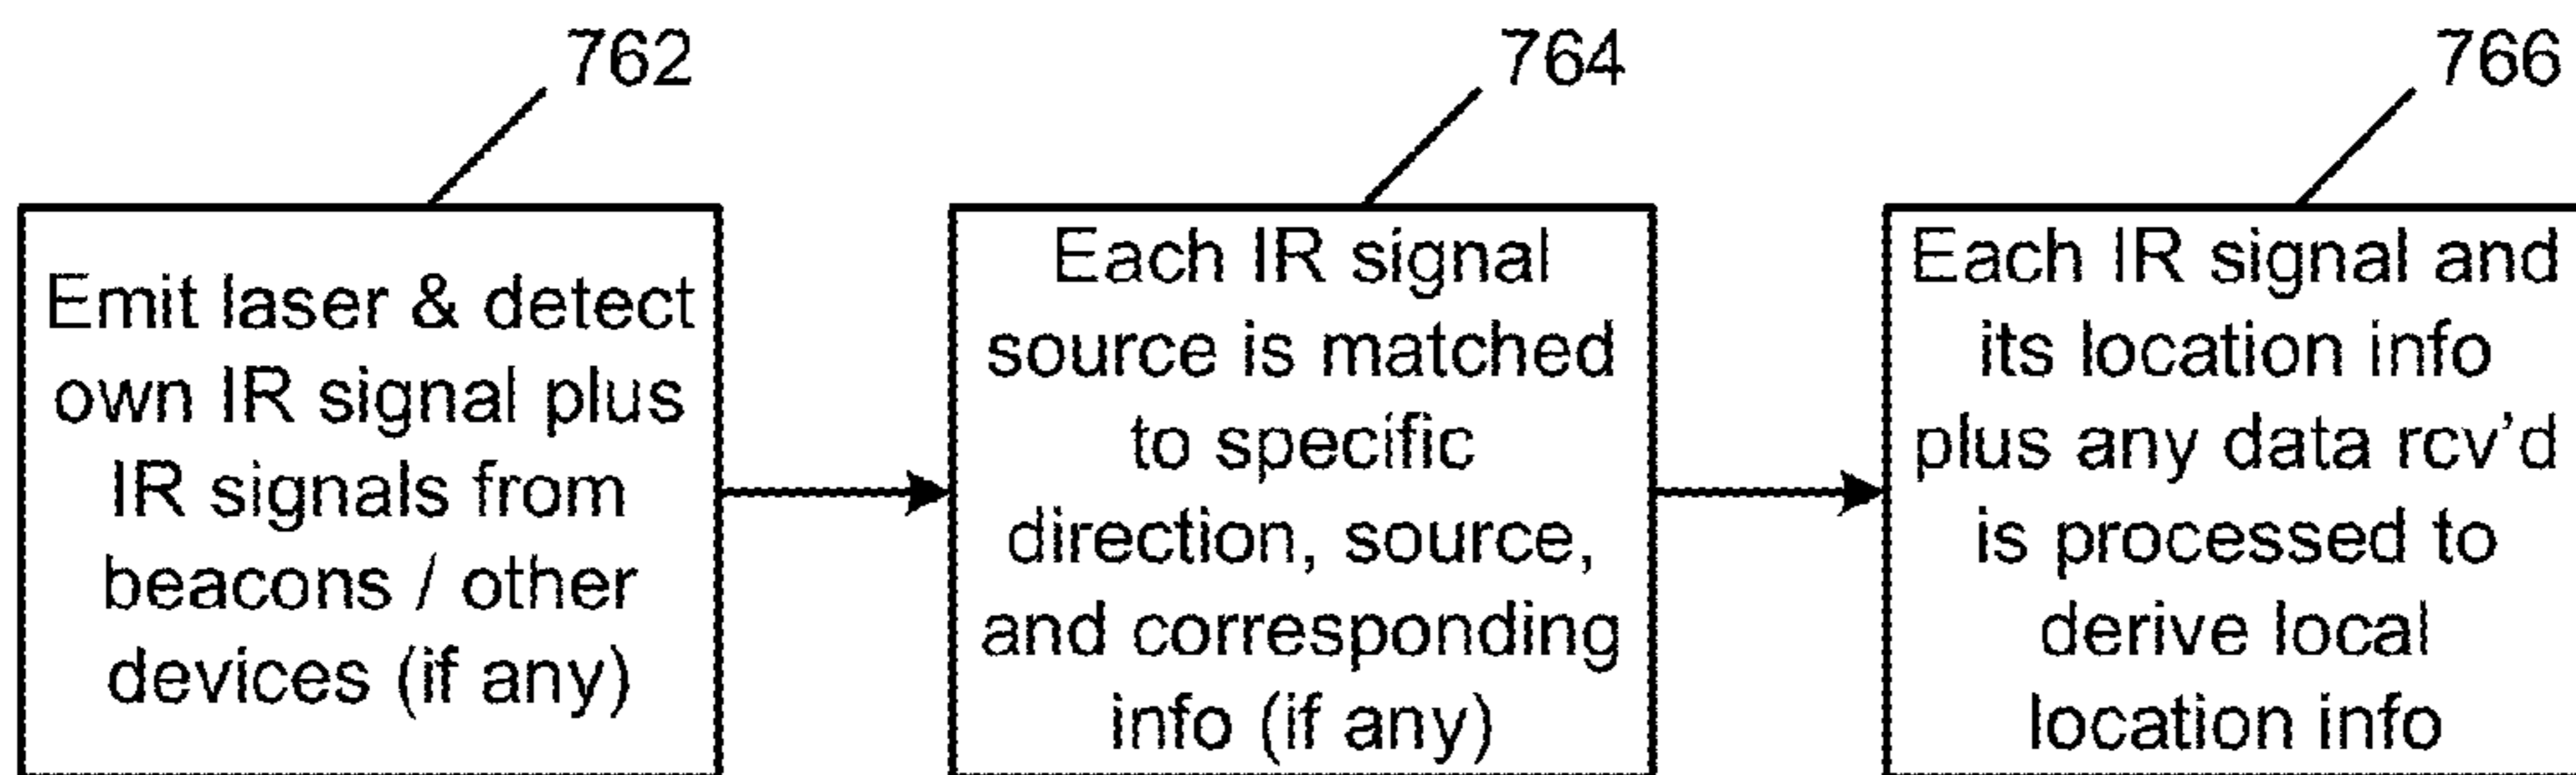 762
764
766
Emit laser & detect
own IR signal plus
IR signals from
beacons / other
devices (if any)
Each IR signal
source is matched
to specific
direction, source,
and corresponding
info (if any)
Each IR signal and
its location info
plus any data rcv'd
is processed to
derive local
location info